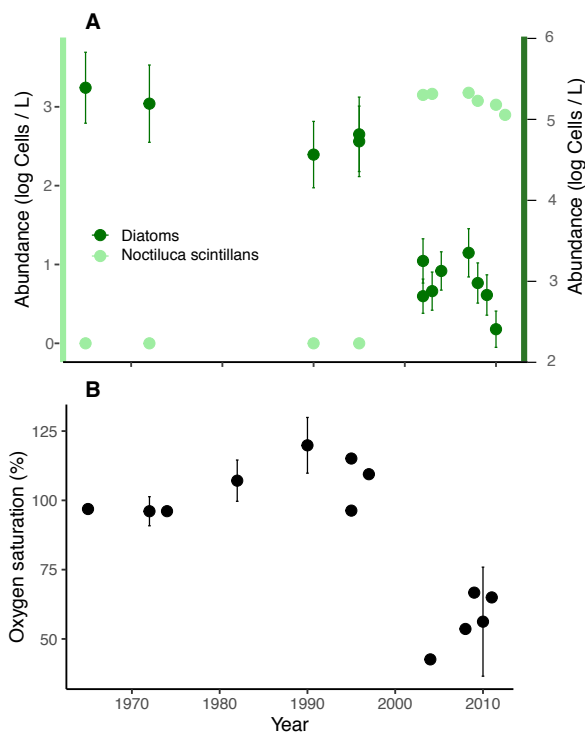 A
Abundance (log Cells / L)
3
2
1
0
Diatoms
Noctiluca scintillans
6
5
4
3
2
Abundance (log Cells / L)
B
Oxygen saturation (%)
125
100
75
50
1970
1980
1990
2000
2010
Year